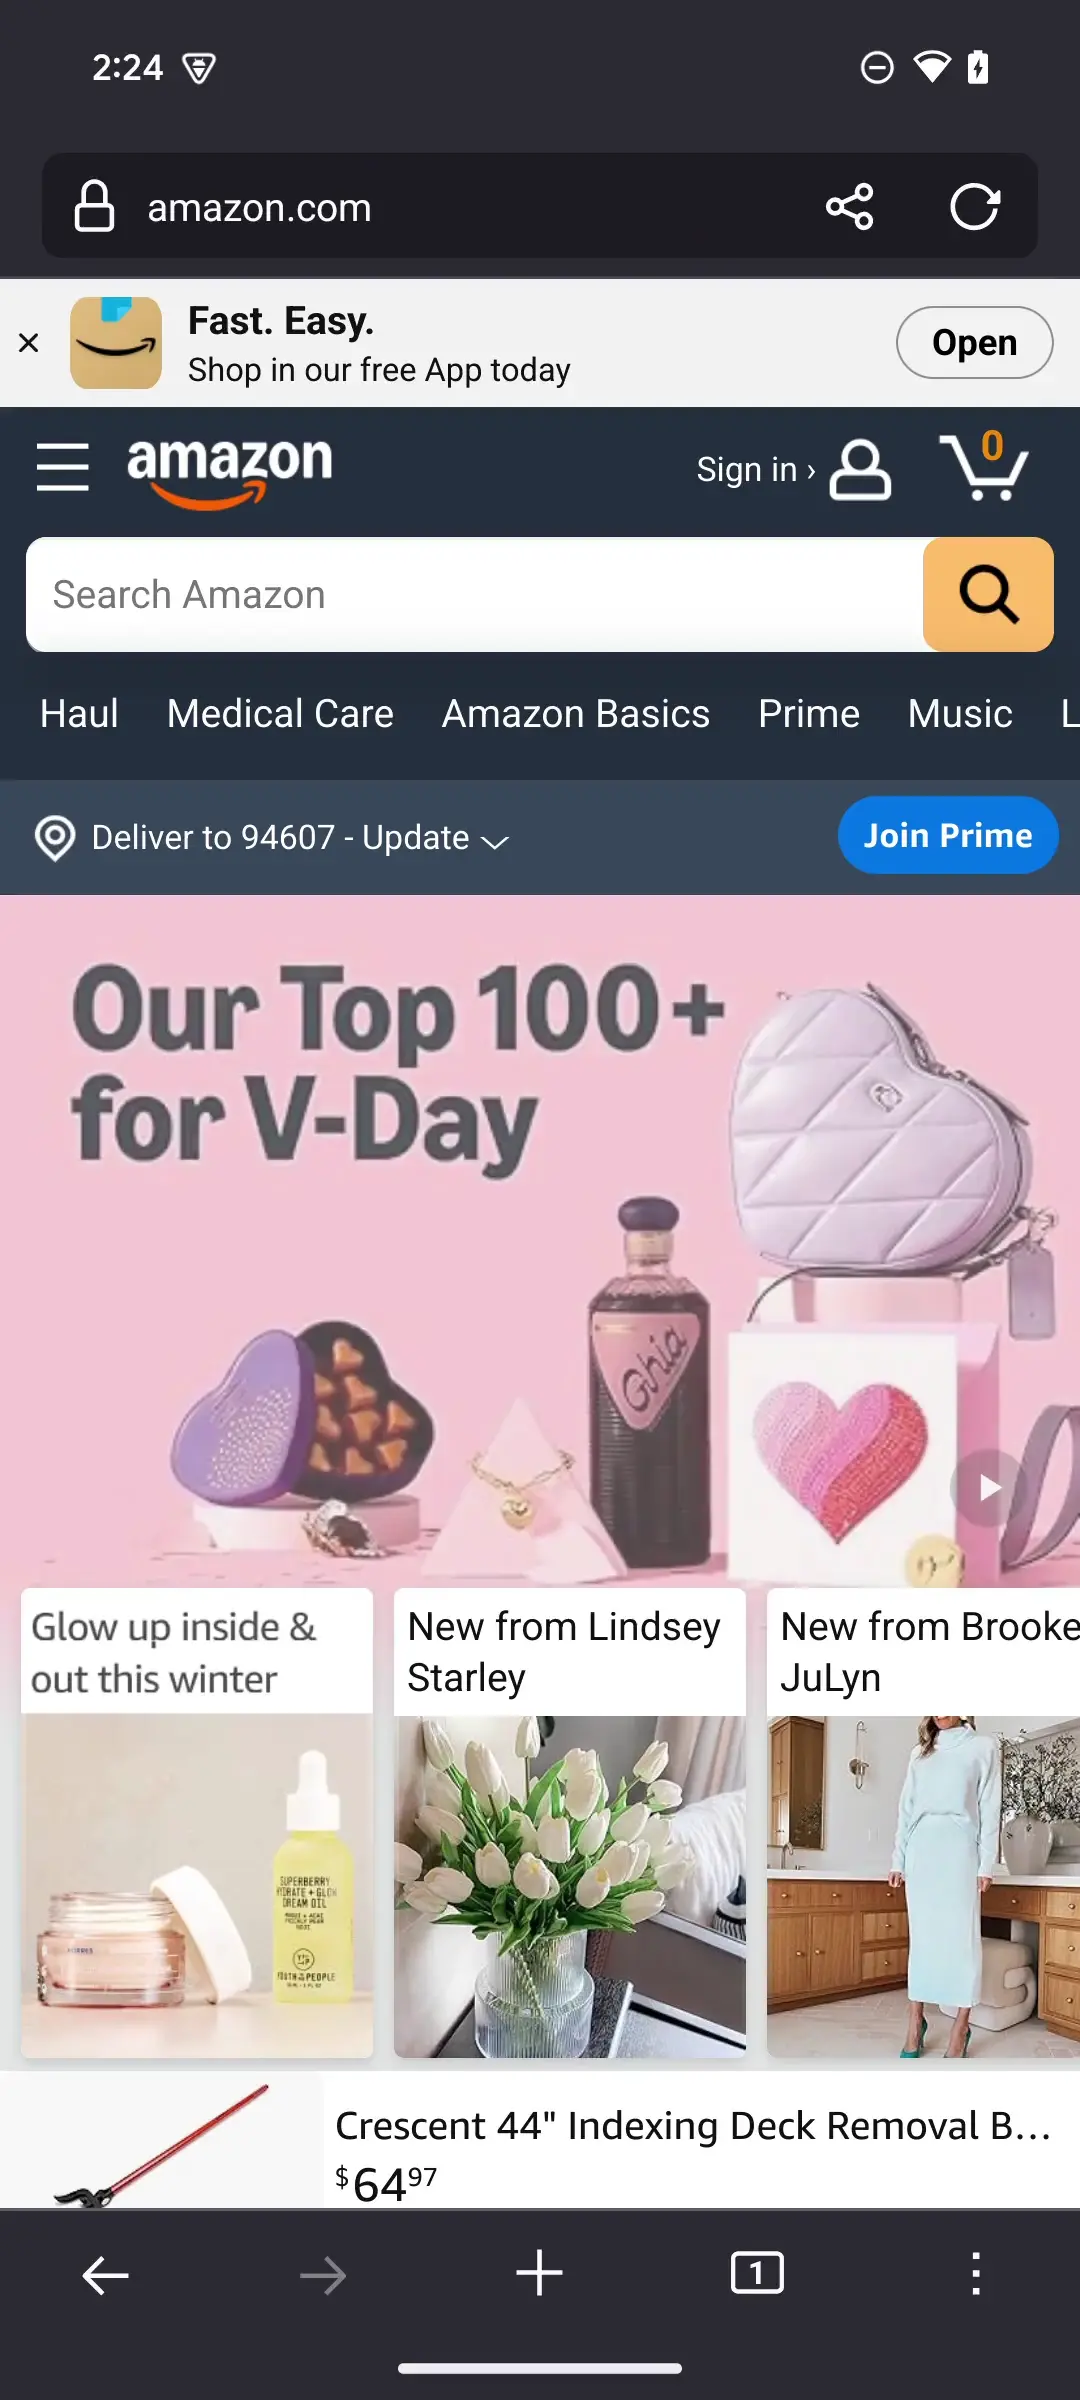 2:24
amazon.com
Fast. Easy.
Shop in our free App today
Open
amazon
Sign in ›
0
Search Amazon
Haul Medical Care Amazon Basics Prime Music L
Deliver to 94607 - Update
Join Prime
Our Top 100+
for V-Day
Ghia
Glow up inside &
out this winter
New from Lindsey
Starley
New from Brooke
JuLyn
SUPERBERRY
HYDRATE + GLOW
DREAM OIL
YOUTH TO THE PEOPLE
Crescent 44" Indexing Deck Removal B...
$64.97
1